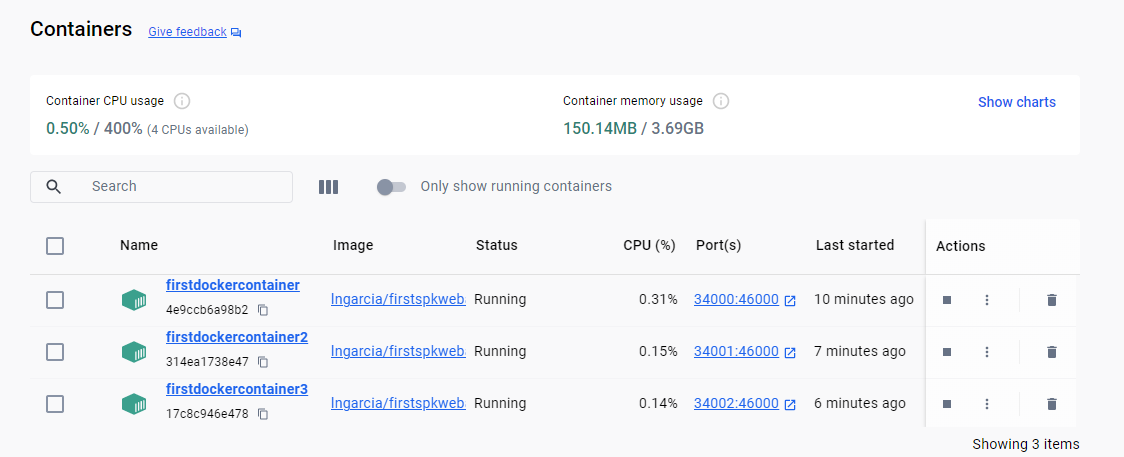 Containers Give feedback
Container CPU usage
0.50% / 400% (4 CPUs available)
Container memory usage
150.14MB / 3.69GB
Show charts
Search
Only show running containers
Name Image Status CPU (%) Port(s) Last started Actions
firstdockercontainer
4e9ccb6a98b2
lngarcia/firstspkweb Running 0.31% 34000:46000 10 minutes ago
firstdockercontainer2
314ea1738e47
lngarcia/firstspkweb Running 0.15% 34001:46000 7 minutes ago
firstdockercontainer3
17c8c946e478
lngarcia/firstspkweb Running 0.14% 34002:46000 6 minutes ago
Showing 3 items